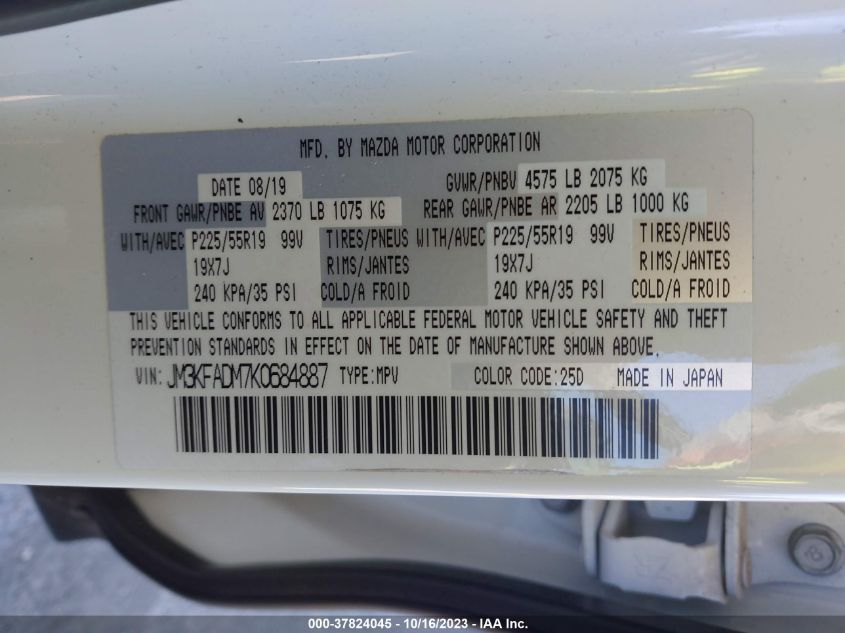 MFD. BY MAZDA MOTOR CORPORATION
DATE 08/19 GVWR/PNBV 4575 LB 2075 KG
FRONT GAWR/PNBE AV 2370 LB 1075 KG REAR GAWR/PNBE AR 2205 LB 1000 KG
WITH/AVEC P225/55R19 99V TIRES/PNEUS WITH/AVEC P225/55R19 99V TIRES/PNEUS
19X7J RIMS/JANTES 19X7J RIMS/JANTES
240 KPA/35 PSI COLD/A FROID 240 KPA/35 PSI COLD/A FROID
THIS VEHICLE CONFORMS TO ALL APPLICABLE FEDERAL MOTOR VEHICLE SAFETY AND THEFT
PREVENTION STANDARDS IN EFFECT ON THE DATE OF MANUFACTURE SHOWN ABOVE.
VIN: JM3KFADM7K0684887 TYPE:MPV COLOR CODE:25D MADE IN JAPAN
000-37824045 - 10/16/2023 - IAA Inc.